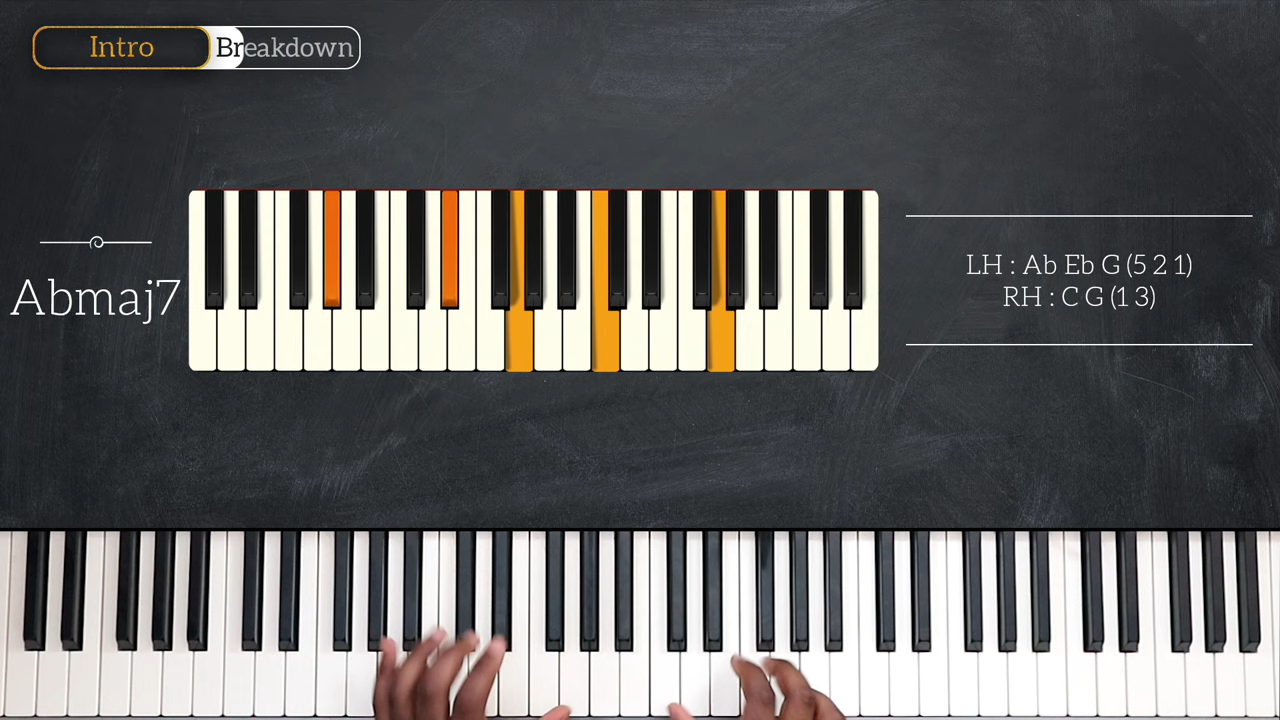 Intro Breakdown
Abmaj7
LH : Ab Eb G (5 2 1)
RH : C G (1 3)